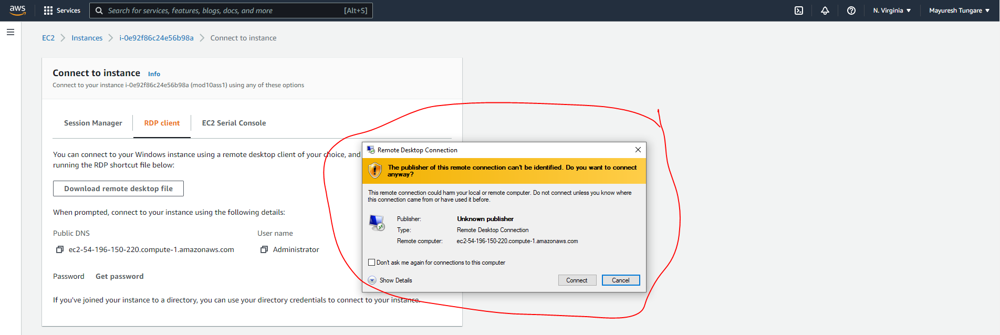 aws
Services
Search for services, features, blogs, docs, and more
[Alt+S]
N. Virginia
Mayuresh Tungare
EC2 > Instances > i-0e92f86c24e56b98a > Connect to instance
Connect to instance Info
Connect to your instance i-0e92f86c24e56b98a (mod10ass1) using any of these options
Session Manager
RDP client
EC2 Serial Console
You can connect to your Windows instance using a remote desktop client of your choice, and
running the RDP shortcut file below:
Download remote desktop file
When prompted, connect to your instance using the following details:
Public DNS
ec2-54-196-150-220.compute-1.amazonaws.com
User name
Administrator
Password Get password
If you've joined your instance to a directory, you can use your directory credentials to connect to your instance.
Remote Desktop Connection
The publisher of this remote connection can't be identified. Do you want to connect
anyway?
This remote connection could harm your local or remote computer. Do not connect unless you know where
this connection came from or have used it before.
Publisher: Unknown publisher
Type: Remote Desktop Connection
Remote computer: ec2-54-196-150-220.compute-1.amazonaws.com
Don't ask me again for connections to this computer
Show Details
Connect
Cancel